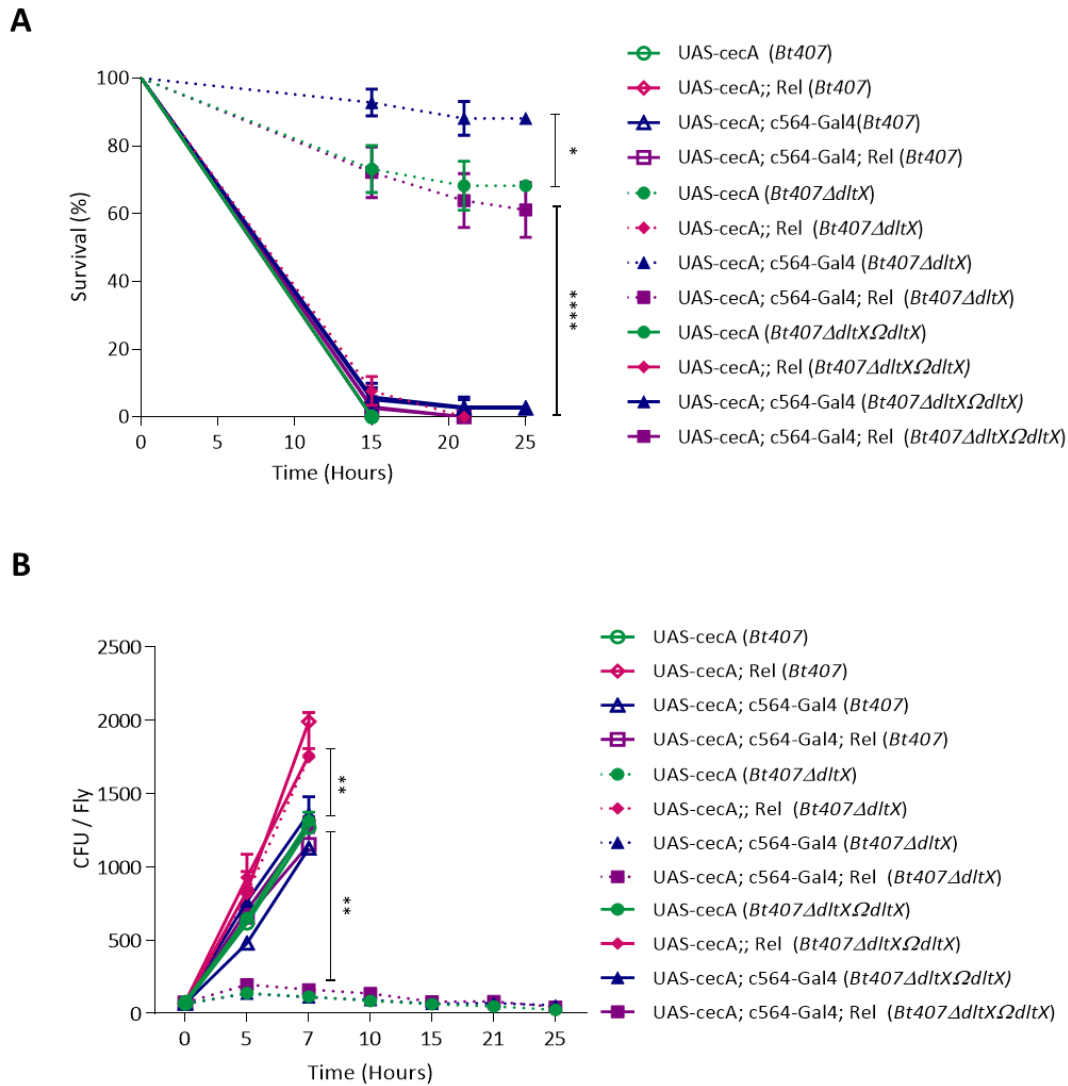 A
UAS-cecA (Bt407)
UAS-cecA;; Rel (Bt407)
UAS-cecA; c564-Gal4(Bt407)
UAS-cecA; c564-Gal4; Rel (Bt407)
UAS-cecA (Bt407ΔdltX)
UAS-cecA;; Rel (Bt407ΔdltX)
UAS-cecA; c564-Gal4 (Bt407ΔdltX)
UAS-cecA; c564-Gal4; Rel (Bt407ΔdltX)
UAS-cecA (Bt407ΔdltXΩdltX)
UAS-cecA;; Rel (Bt407ΔdltXΩdltX)
UAS-cecA; c564-Gal4 (Bt407ΔdltXΩdltX)
UAS-cecA; c564-Gal4; Rel (Bt407ΔdltXΩdltX)
Survival (%)
100
80
60
40
20
0
*
****
0 5 10 15 20 25
Time (Hours)
B
UAS-cecA (Bt407)
UAS-cecA; Rel (Bt407)
UAS-cecA; c564-Gal4 (Bt407)
UAS-cecA; c564-Gal4; Rel (Bt407)
UAS-cecA (Bt407ΔdltX)
UAS-cecA;; Rel (Bt407ΔdltX)
UAS-cecA; c564-Gal4 (Bt407ΔdltX)
UAS-cecA; c564-Gal4; Rel (Bt407ΔdltX)
UAS-cecA (Bt407ΔdltXΩdltX)
UAS-cecA;; Rel (Bt407ΔdltXΩdltX)
UAS-cecA; c564-Gal4 (Bt407ΔdltXΩdltX)
UAS-cecA; c564-Gal4; Rel (Bt407ΔdltXΩdltX)
CFU / Fly
2500
2000
1500
1000
500
0
**
**
0 5 7 10 15 21 25
Time (Hours)